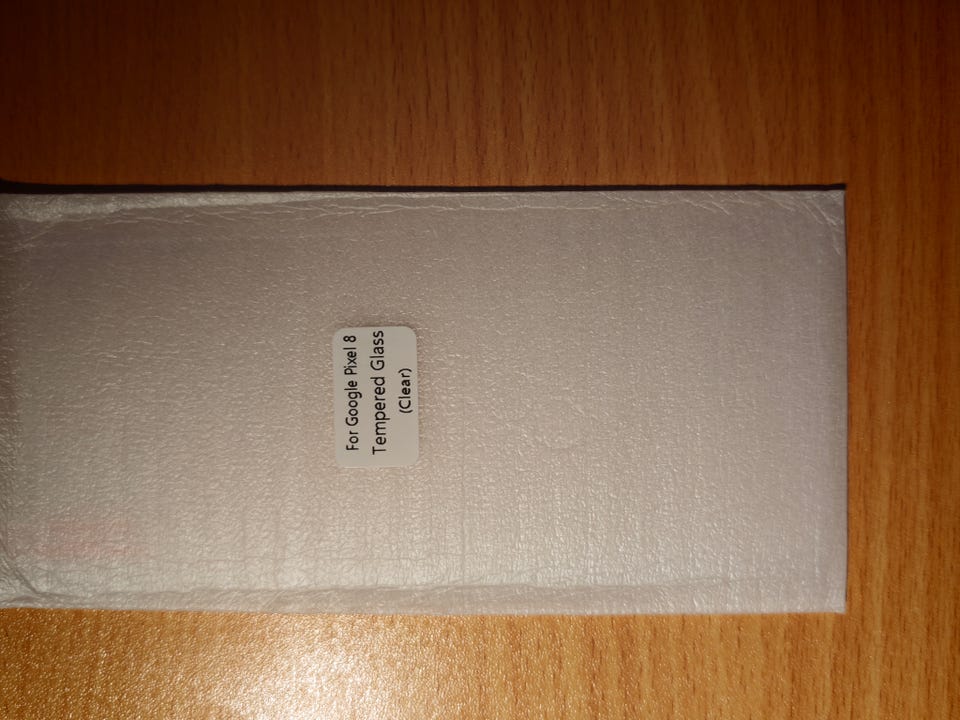 For Google Pixel 8
Tempered Glass
(Clear)